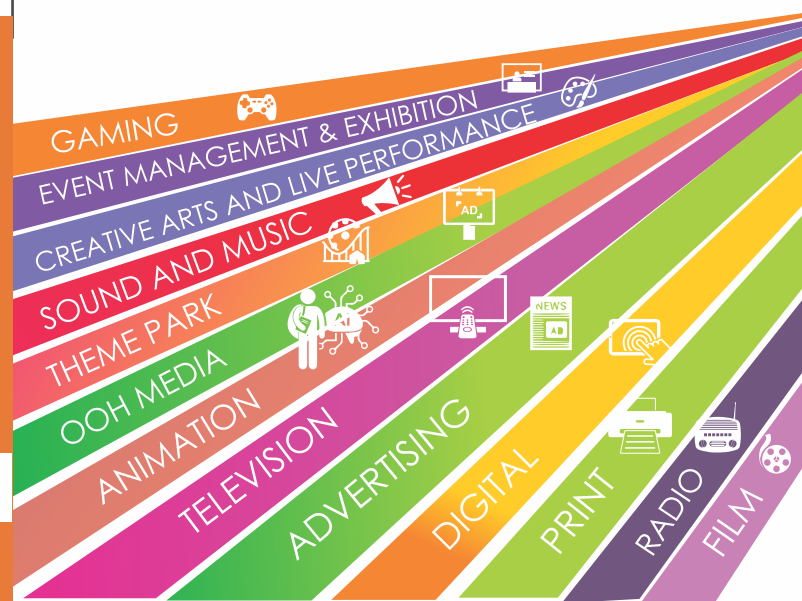 GAMING
EVENT MANAGEMENT & EXHIBITION
CREATIVE ARTS AND LIVE PERFORMANCE
SOUND AND MUSIC
THEME PARK
OOH MEDIA
ANIMATION
TELEVISION
ADVERTISING
DIGITAL
PRINT
RADIO
FILM
AD
AI
NEWS
AD